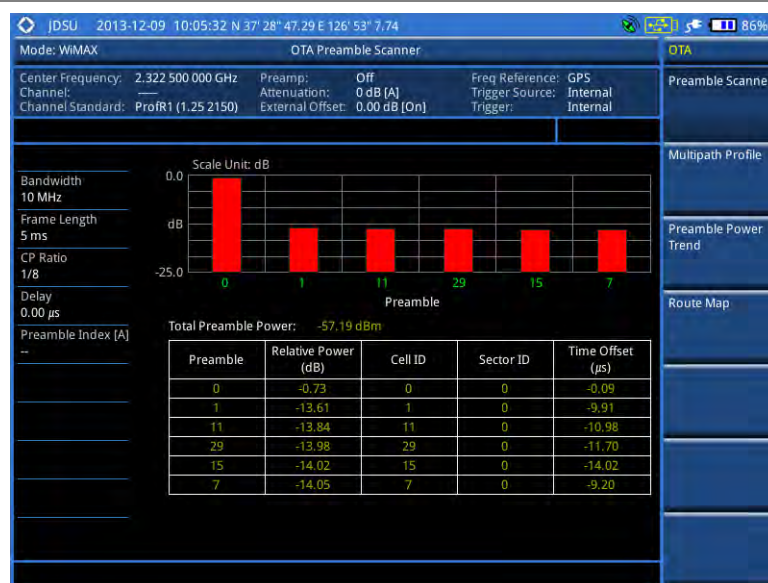 JDSU 2013-12-09 10:05:32 N 37' 28" 47.29 E 126' 53" 7.74 86%
Mode: WiMAX OTA Preamble Scanner OTA
Center Frequency: 2.322 500 000 GHz Preamp: Off Freq Reference: GPS
Channel: ---- Attenuation: 0 dB [A] Trigger Source: Internal
Channel Standard: ProfR1 (1.25 2150) External Offset: 0.00 dB [On] Trigger: Internal
Preamble Scanne
Multipath Profile
Preamble Power
Trend
Route Map
Bandwidth
10 MHz
Frame Length
5 ms
CP Ratio
1/8
Delay
0.00 µs
Preamble Index [A]
--
Scale Unit: dB
0.0
dB
-25.0
0 1 11 29 15 7
Preamble
Total Preamble Power: -57.19 dBm
Preamble Relative Power (dB) Cell ID Sector ID Time Offset (µs)
0 -0.73 0 0 -0.09
1 -13.61 1 0 -9.91
11 -13.84 11 0 -10.98
29 -13.98 29 0 -11.70
15 -14.02 15 0 -14.02
7 -14.05 7 0 -9.20